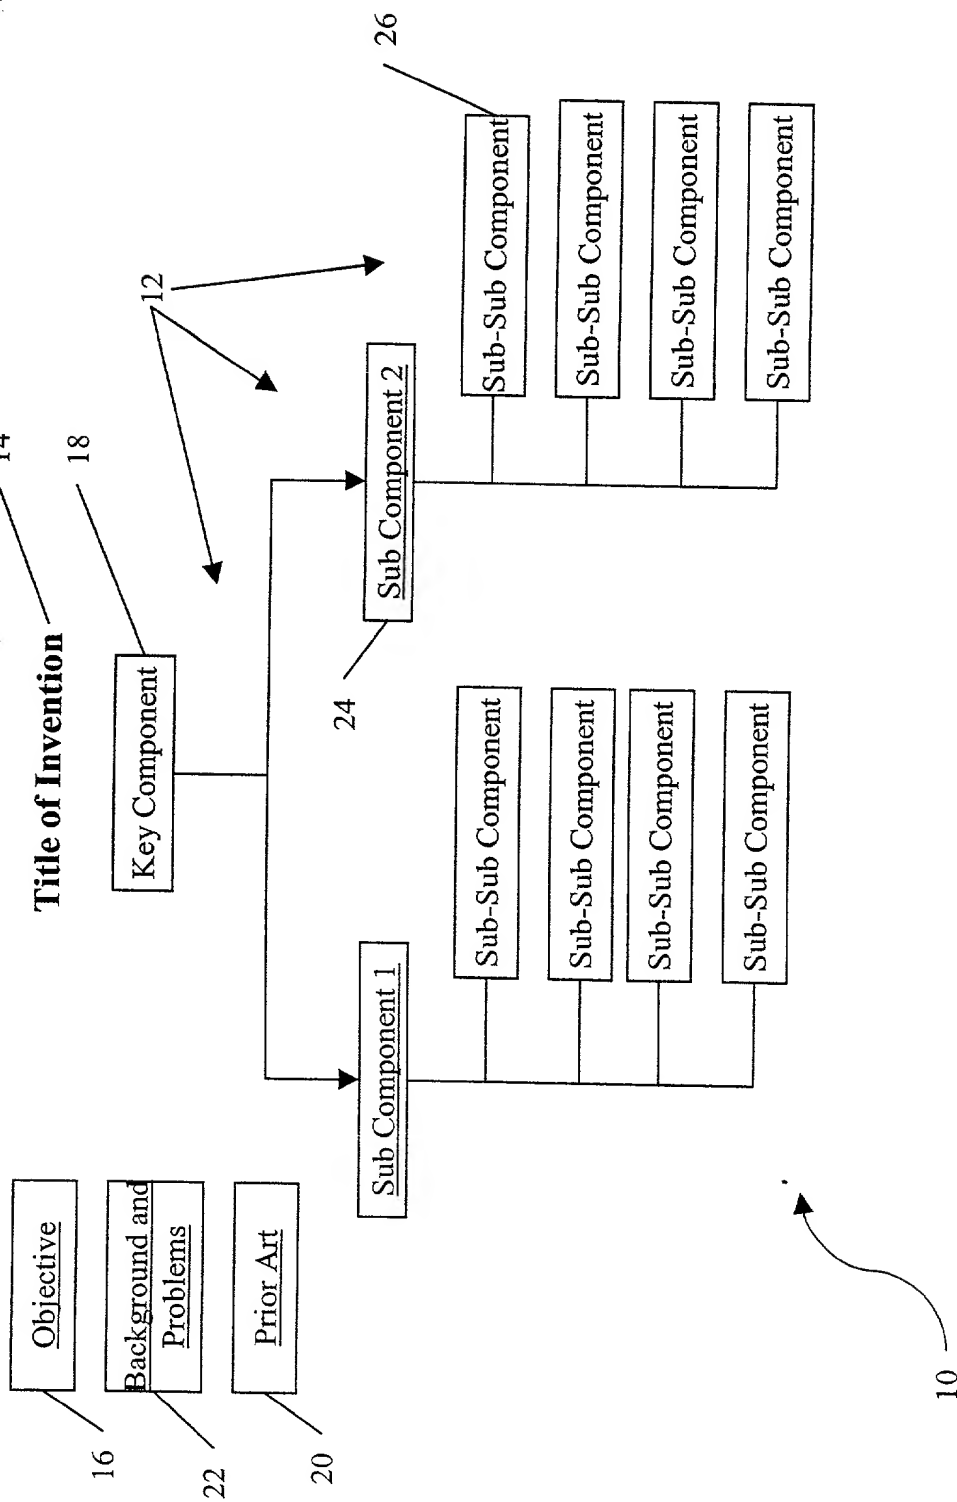 14
Title of Invention
Objective
16
18
Key Component
Background and
Problems
22
12
Prior Art
20
Sub Component 1
24
Sub Component 2
26
Sub-Sub Component
Sub-Sub Component
Sub-Sub Component
Sub-Sub Component
Sub-Sub Component
Sub-Sub Component
Sub-Sub Component
Sub-Sub Component
10